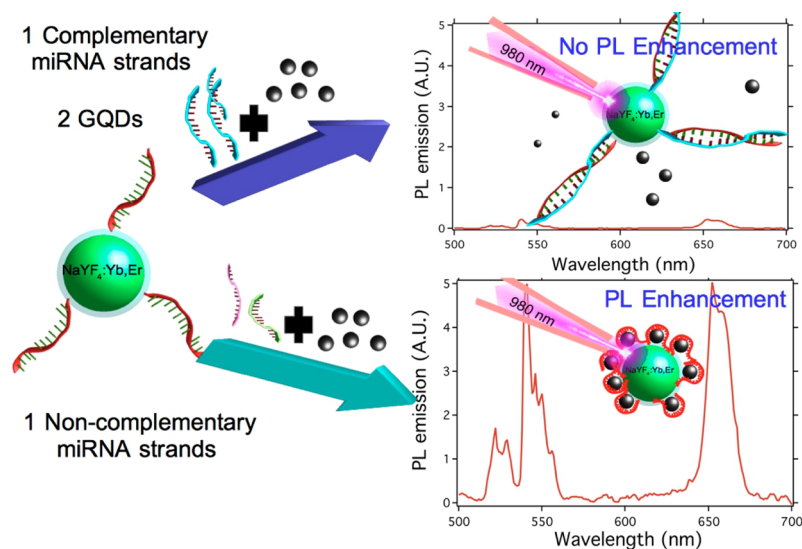 1 Complementary
miRNA strands
2 GQDs
NaYF4:Yb,Er
1 Non-complementary
miRNA strands
No PL Enhancement
980 nm
NaYF4:Yb,Er
PL emission (A.U.)
5
4
3
2
1
0
500
550
600
650
700
Wavelength (nm)
PL Enhancement
980 nm
NaYF4:Yb,Er
PL emission (A.U.)
5
4
3
2
1
0
500
550
600
650
700
Wavelength (nm)